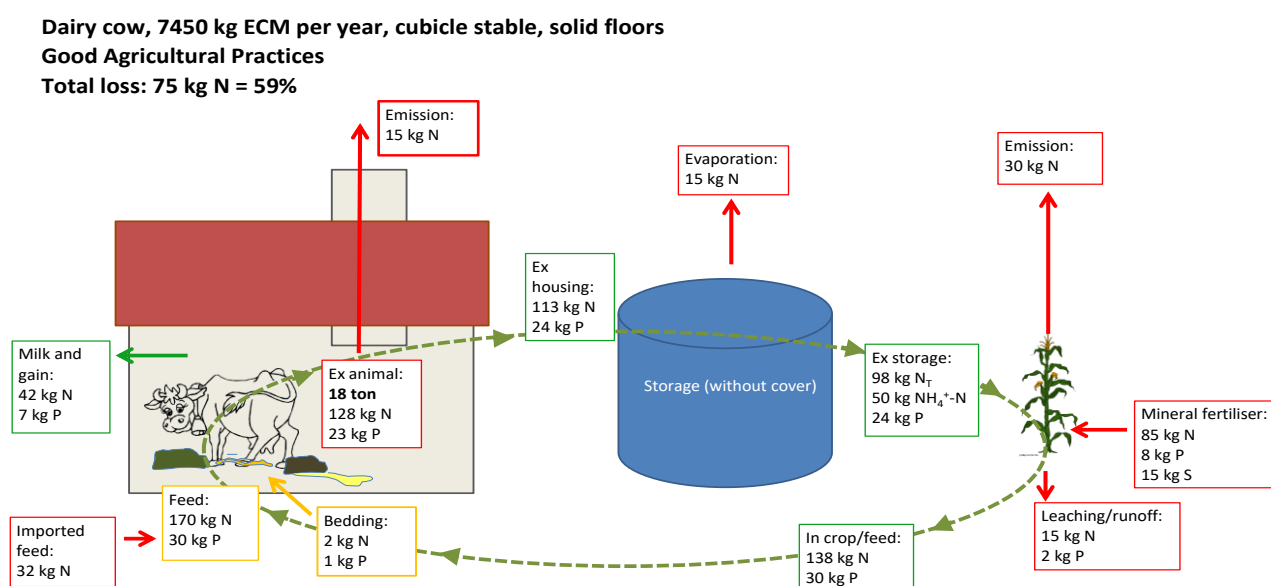 Dairy cow, 7450 kg ECM per year, cubicle stable, solid floors
Good Agricultural Practices
Total loss: 75 kg N = 59%
Emission:
15 kg N
Evaporation:
15 kg N
Emission:
30 kg N
Ex
housing:
113 kg N
24 kg P
Milk and
gain:
42 kg N
7 kg P
Ex animal:
18 ton
128 kg N
23 kg P
Storage (without cover)
Ex storage:
98 kg N_T
50 kg NH₄⁺-N
24 kg P
Mineral fertiliser:
85 kg N
8 kg P
15 kg S
Imported
feed:
32 kg N
Feed:
170 kg N
30 kg P
Bedding:
2 kg N
1 kg P
In crop/feed:
138 kg N
30 kg P
Leaching/runoff:
15 kg N
2 kg P